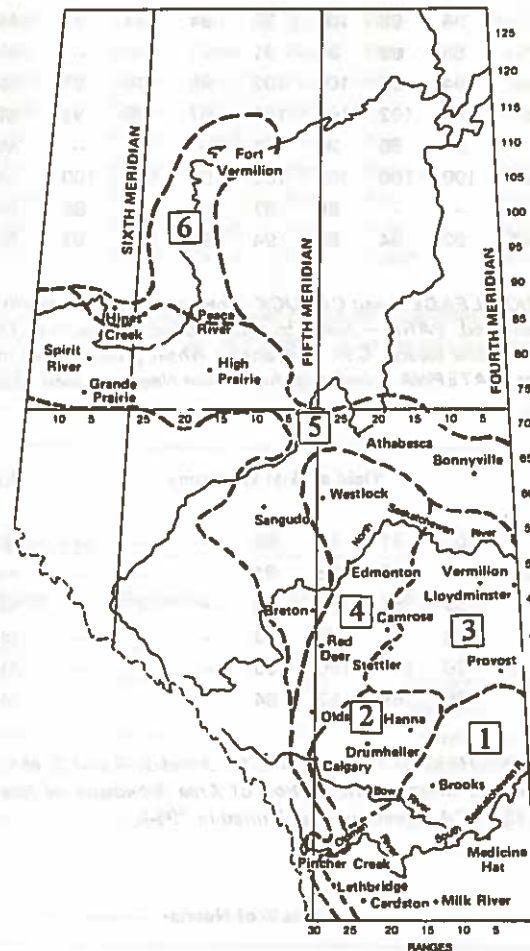 125
120
115
110
Fort
Vermilion
105
100
95
90
85
80
75
70
65
SIXTH MERIDIAN
FIFTH MERIDIAN
FOURTH MERIDIAN
6
Hines
Creek
Peace
River
Spirit
River
High
Prairie
Grande
Prairie
10 5 20 15 10 5 25 20 15 10 5
5
Athabasca
Bonnyville
Westlock
Sangudo
North Saskatchewan River
Edmonton
Vermilion
Lloydminster
Breton
4
Camrose
3
Red
Deer
Stettler
Provost
Olds
2
Hanna
1
Drumheller
Calgary
Brooks
Bow River
South Saskatchewan R.
Oldman River
Pincher Creek
Medicine
Hat
Lethbridge
Cardston
Milk River
30 25 20 15 10 5
RANGES